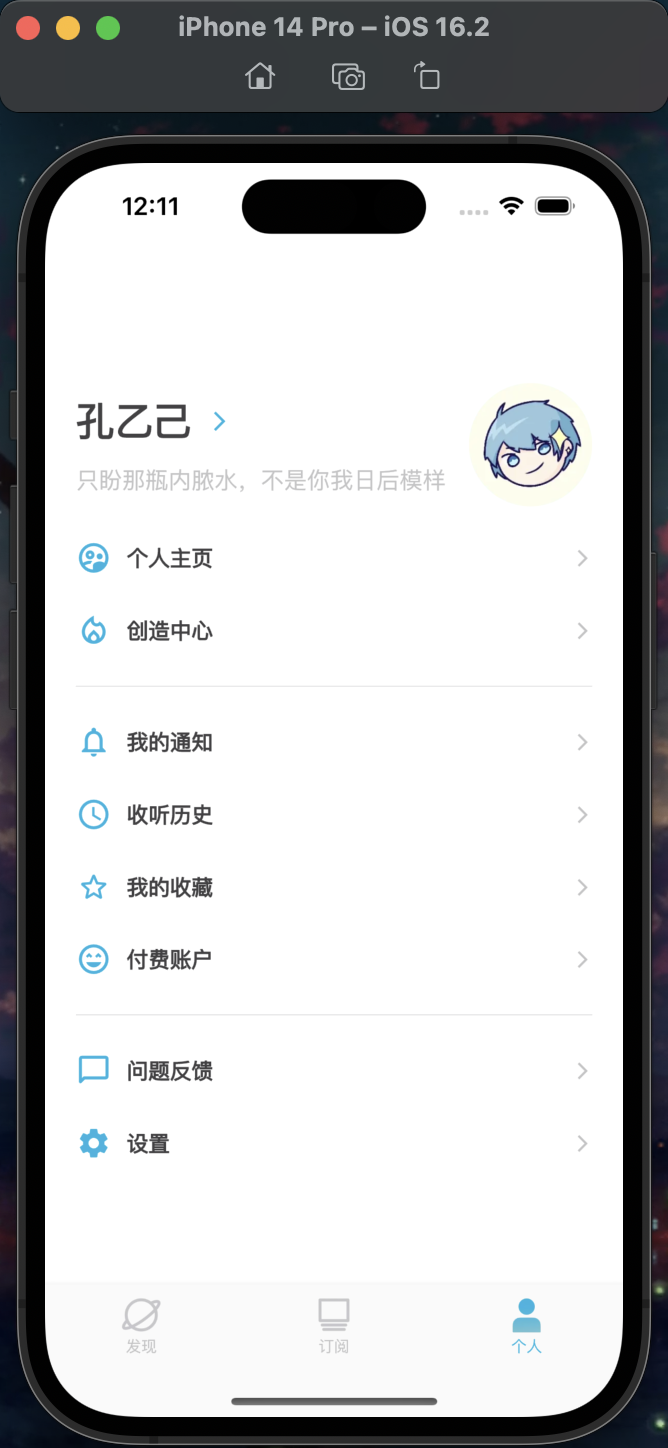 iPhone 14 Pro – iOS 16.2
12:11
孔乙己
只盼那瓶内脓水，不是你我日后模样
个人主页
创造中心
我的通知
收听历史
我的收藏
付费账户
问题反馈
设置
发现
订阅
个人